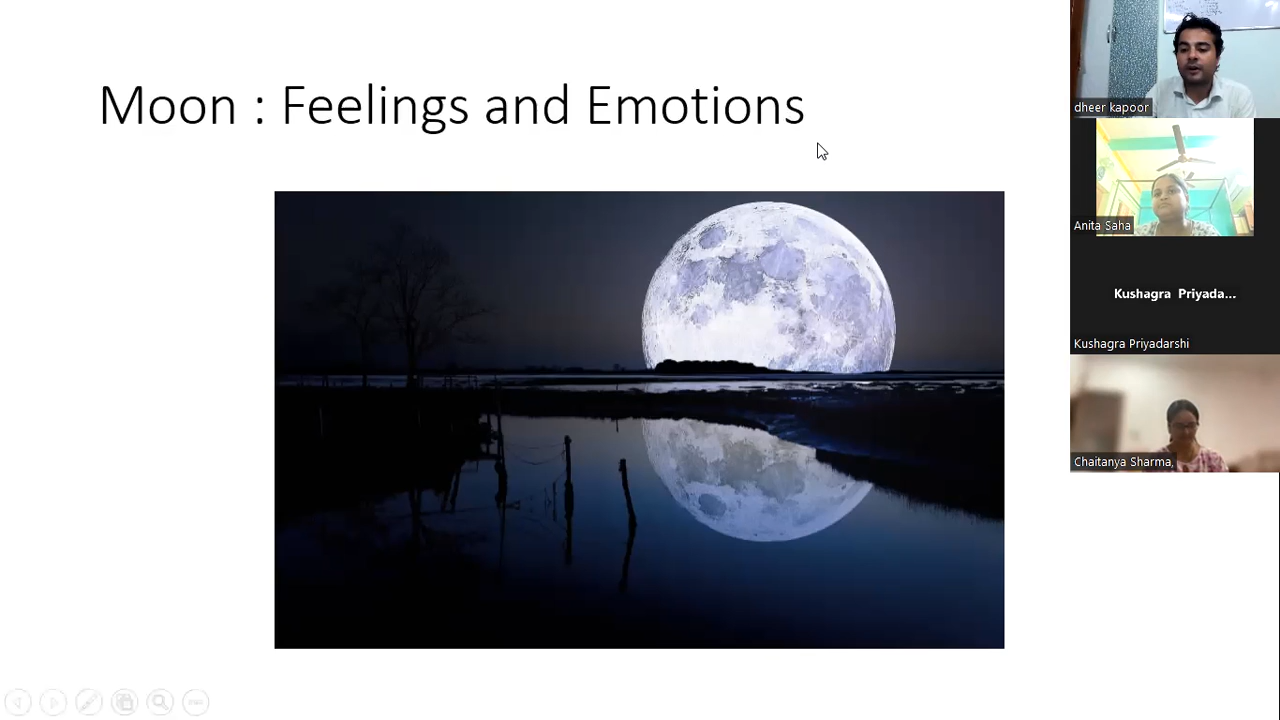 Moon : Feelings and Emotions
dheer kapoor
Anita Saha
Kushagra Priyada...
Kushagra Priyadarshi
Chaitanya Sharma,